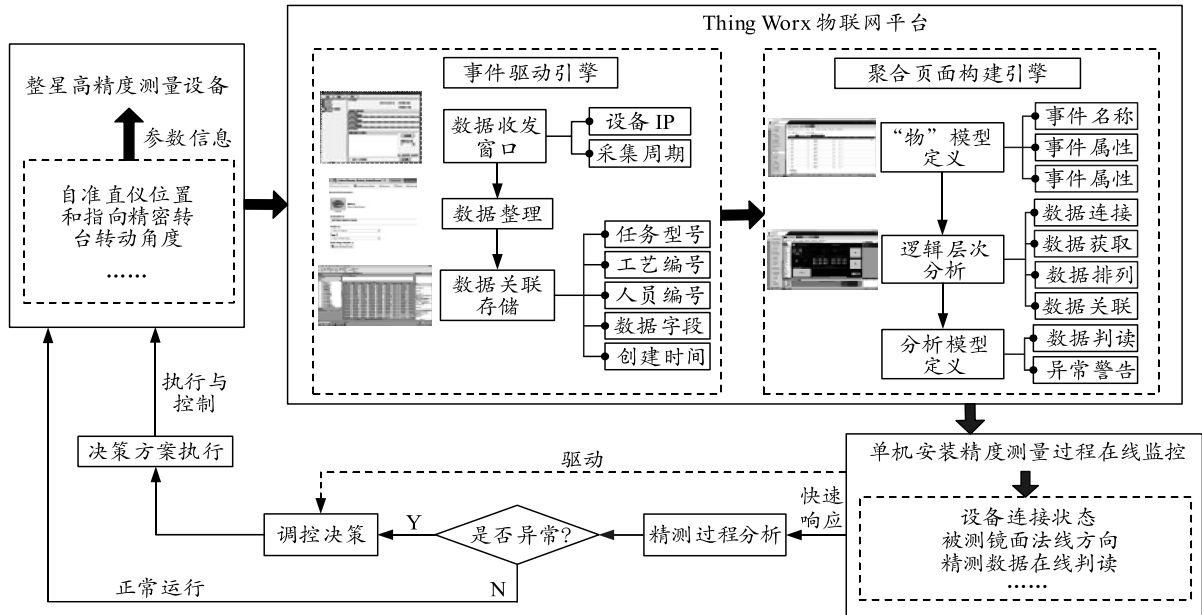 Thing Worx 物联网平台
整星高精度测量设备
参数信息
自准直仪位置
和指向精密转
台转动角度
……
事件驱动引擎
数据收发
窗口
设备 IP
采集周期
数据整理
数据关联
存储
任务型号
工艺编号
人员编号
数据字段
创建时间
聚合页面构建引擎
“物”模型
定义
事件名称
事件属性
事件属性
逻辑层次
分析
数据连接
数据获取
数据排列
数据关联
分析模型
定义
数据判读
异常警告
单机安装精度测量过程在线监控
设备连接状态
被测镜面法线方向
精测数据在线判读
……
快速
响应
精测过程分析
是否异常?
Y
N
驱动
调控决策
决策方案执行
执行与
控制
正常运行